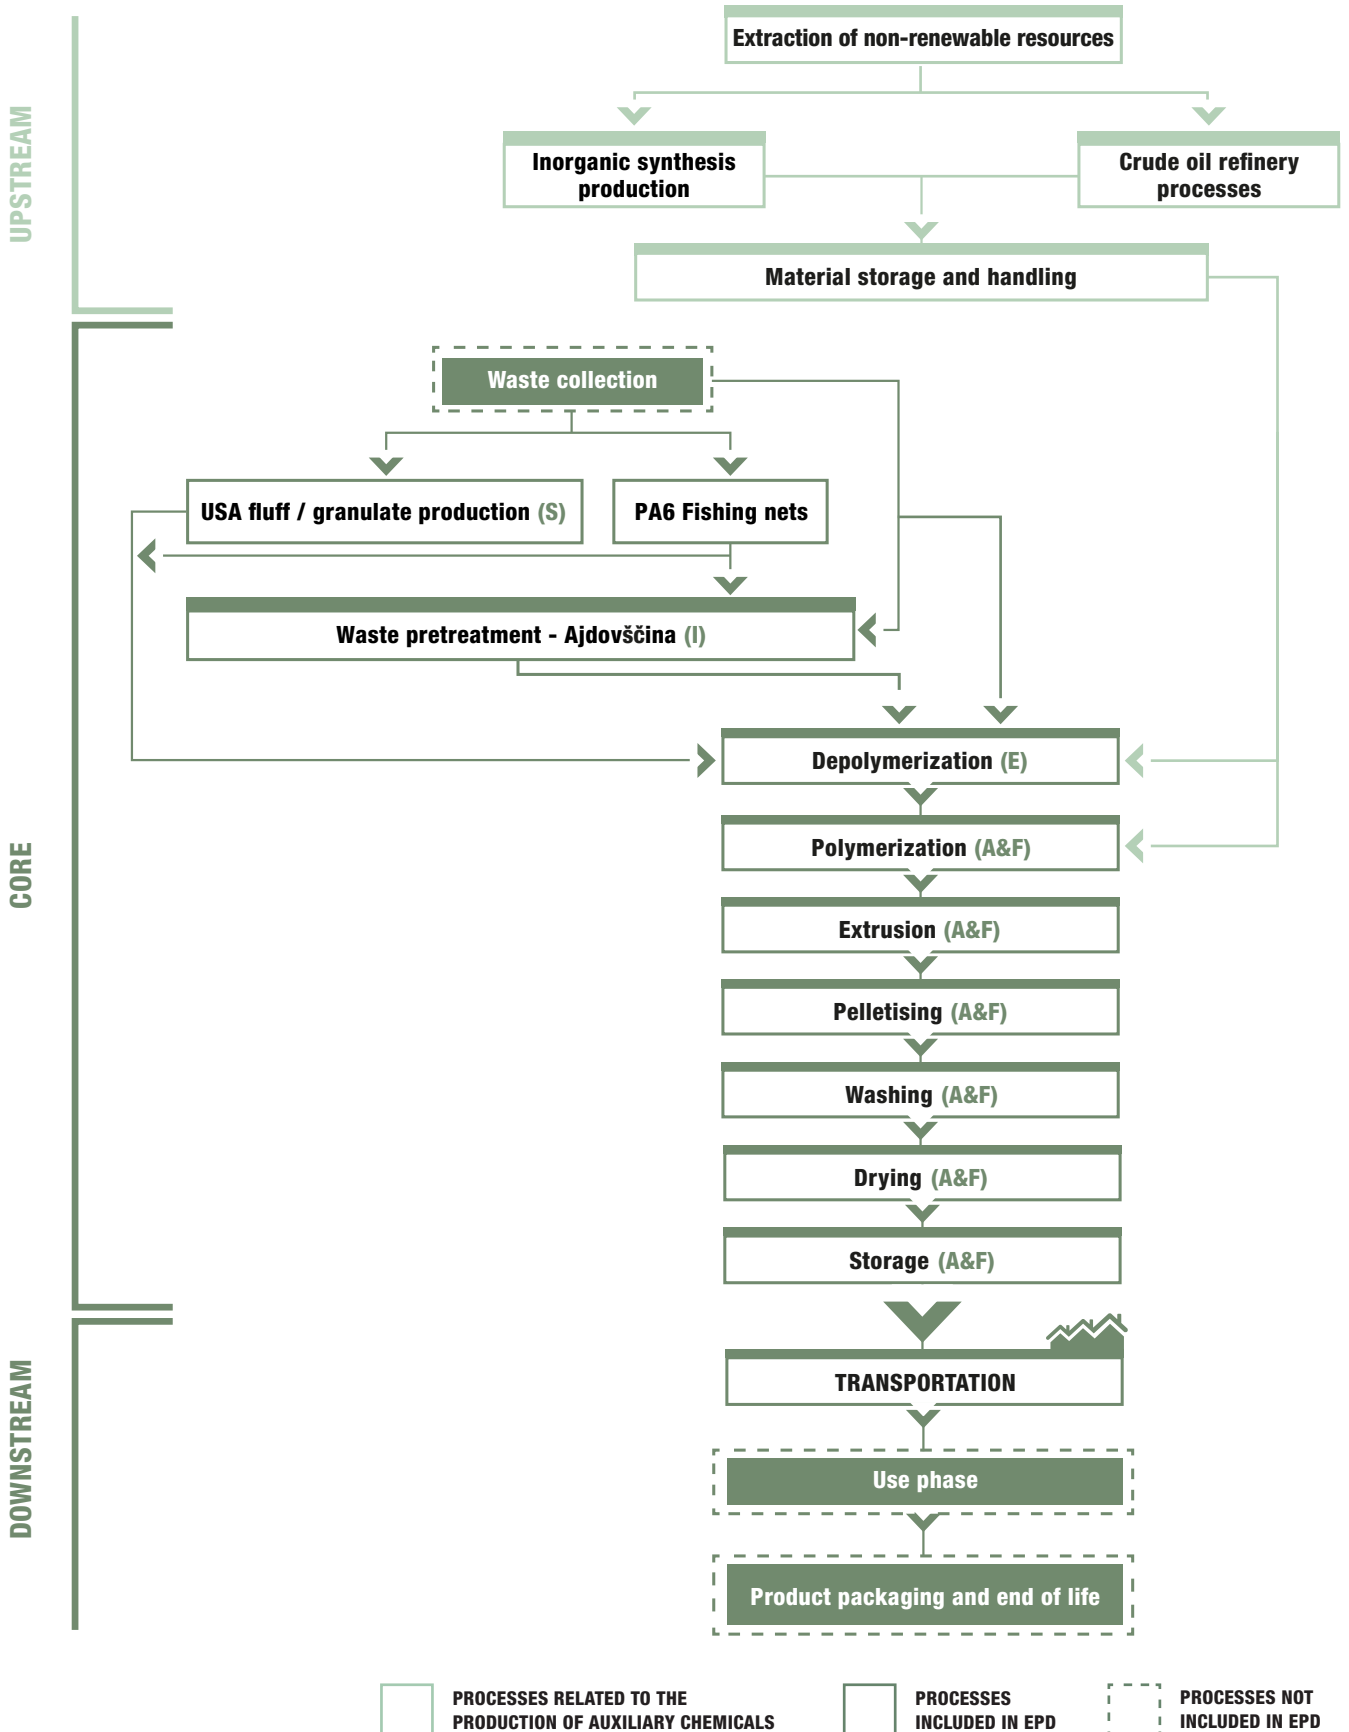 UPSTREAM
Extraction of non-renewable resources
Inorganic synthesis
production
Crude oil refinery
processes
Material storage and handling
CORE
Waste collection
USA fluff / granulate production (S)
PA6 Fishing nets
Waste pretreatment - Ajdovščina (I)
Depolymerization (E)
Polymerization (A&F)
Extrusion (A&F)
Pelletising (A&F)
Washing (A&F)
Drying (A&F)
Storage (A&F)
DOWNSTREAM
TRANSPORTATION
Use phase
Product packaging and end of life
PROCESSES RELATED TO THE
PRODUCTION OF AUXILIARY CHEMICALS
PROCESSES
INCLUDED IN EPD
PROCESSES NOT
INCLUDED IN EPD